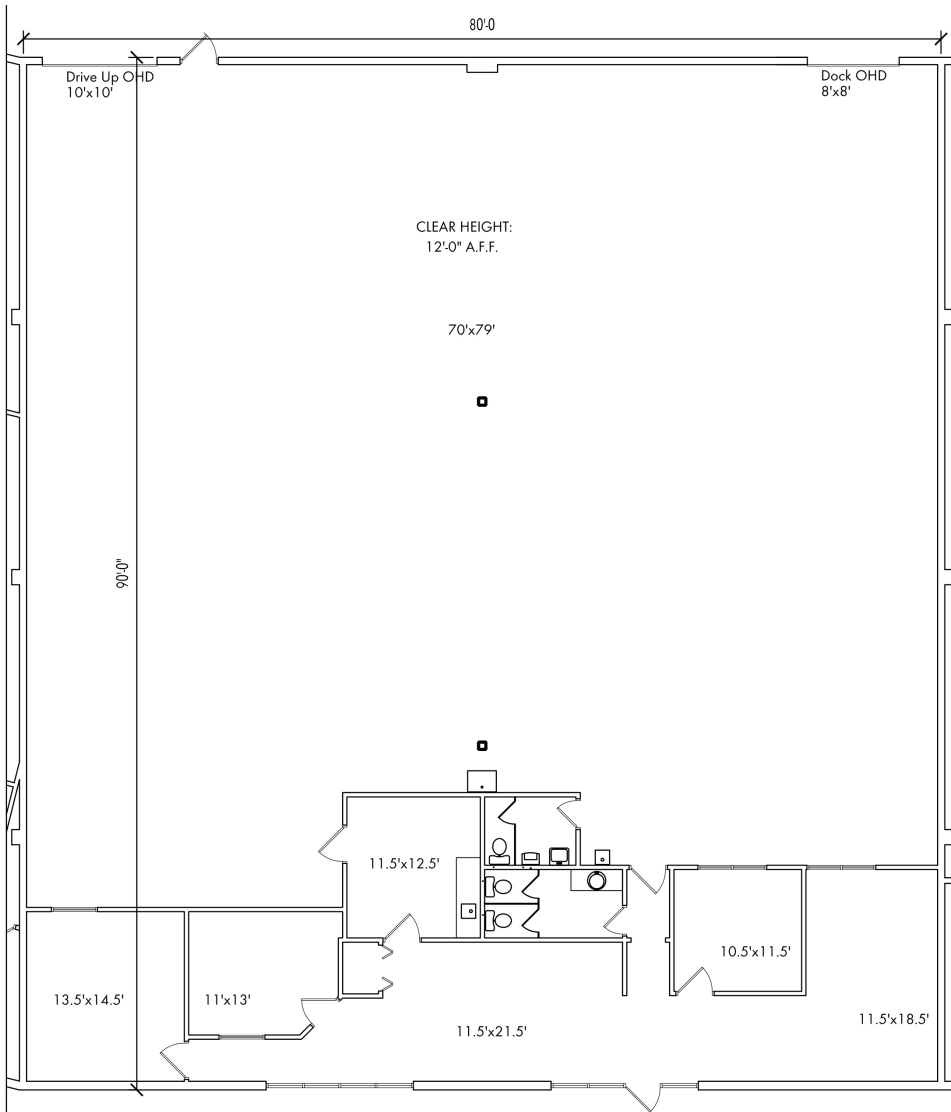 80'-0
Drive Up OHD
10'x10'
Dock OHD
8'x8'
CLEAR HEIGHT:
12'-0" A.F.F.
70'x79'
90'-0"
11.5'x12.5'
10.5'x11.5'
13.5'x14.5'
11'x13'
11.5'x18.5'
11.5'x21.5'